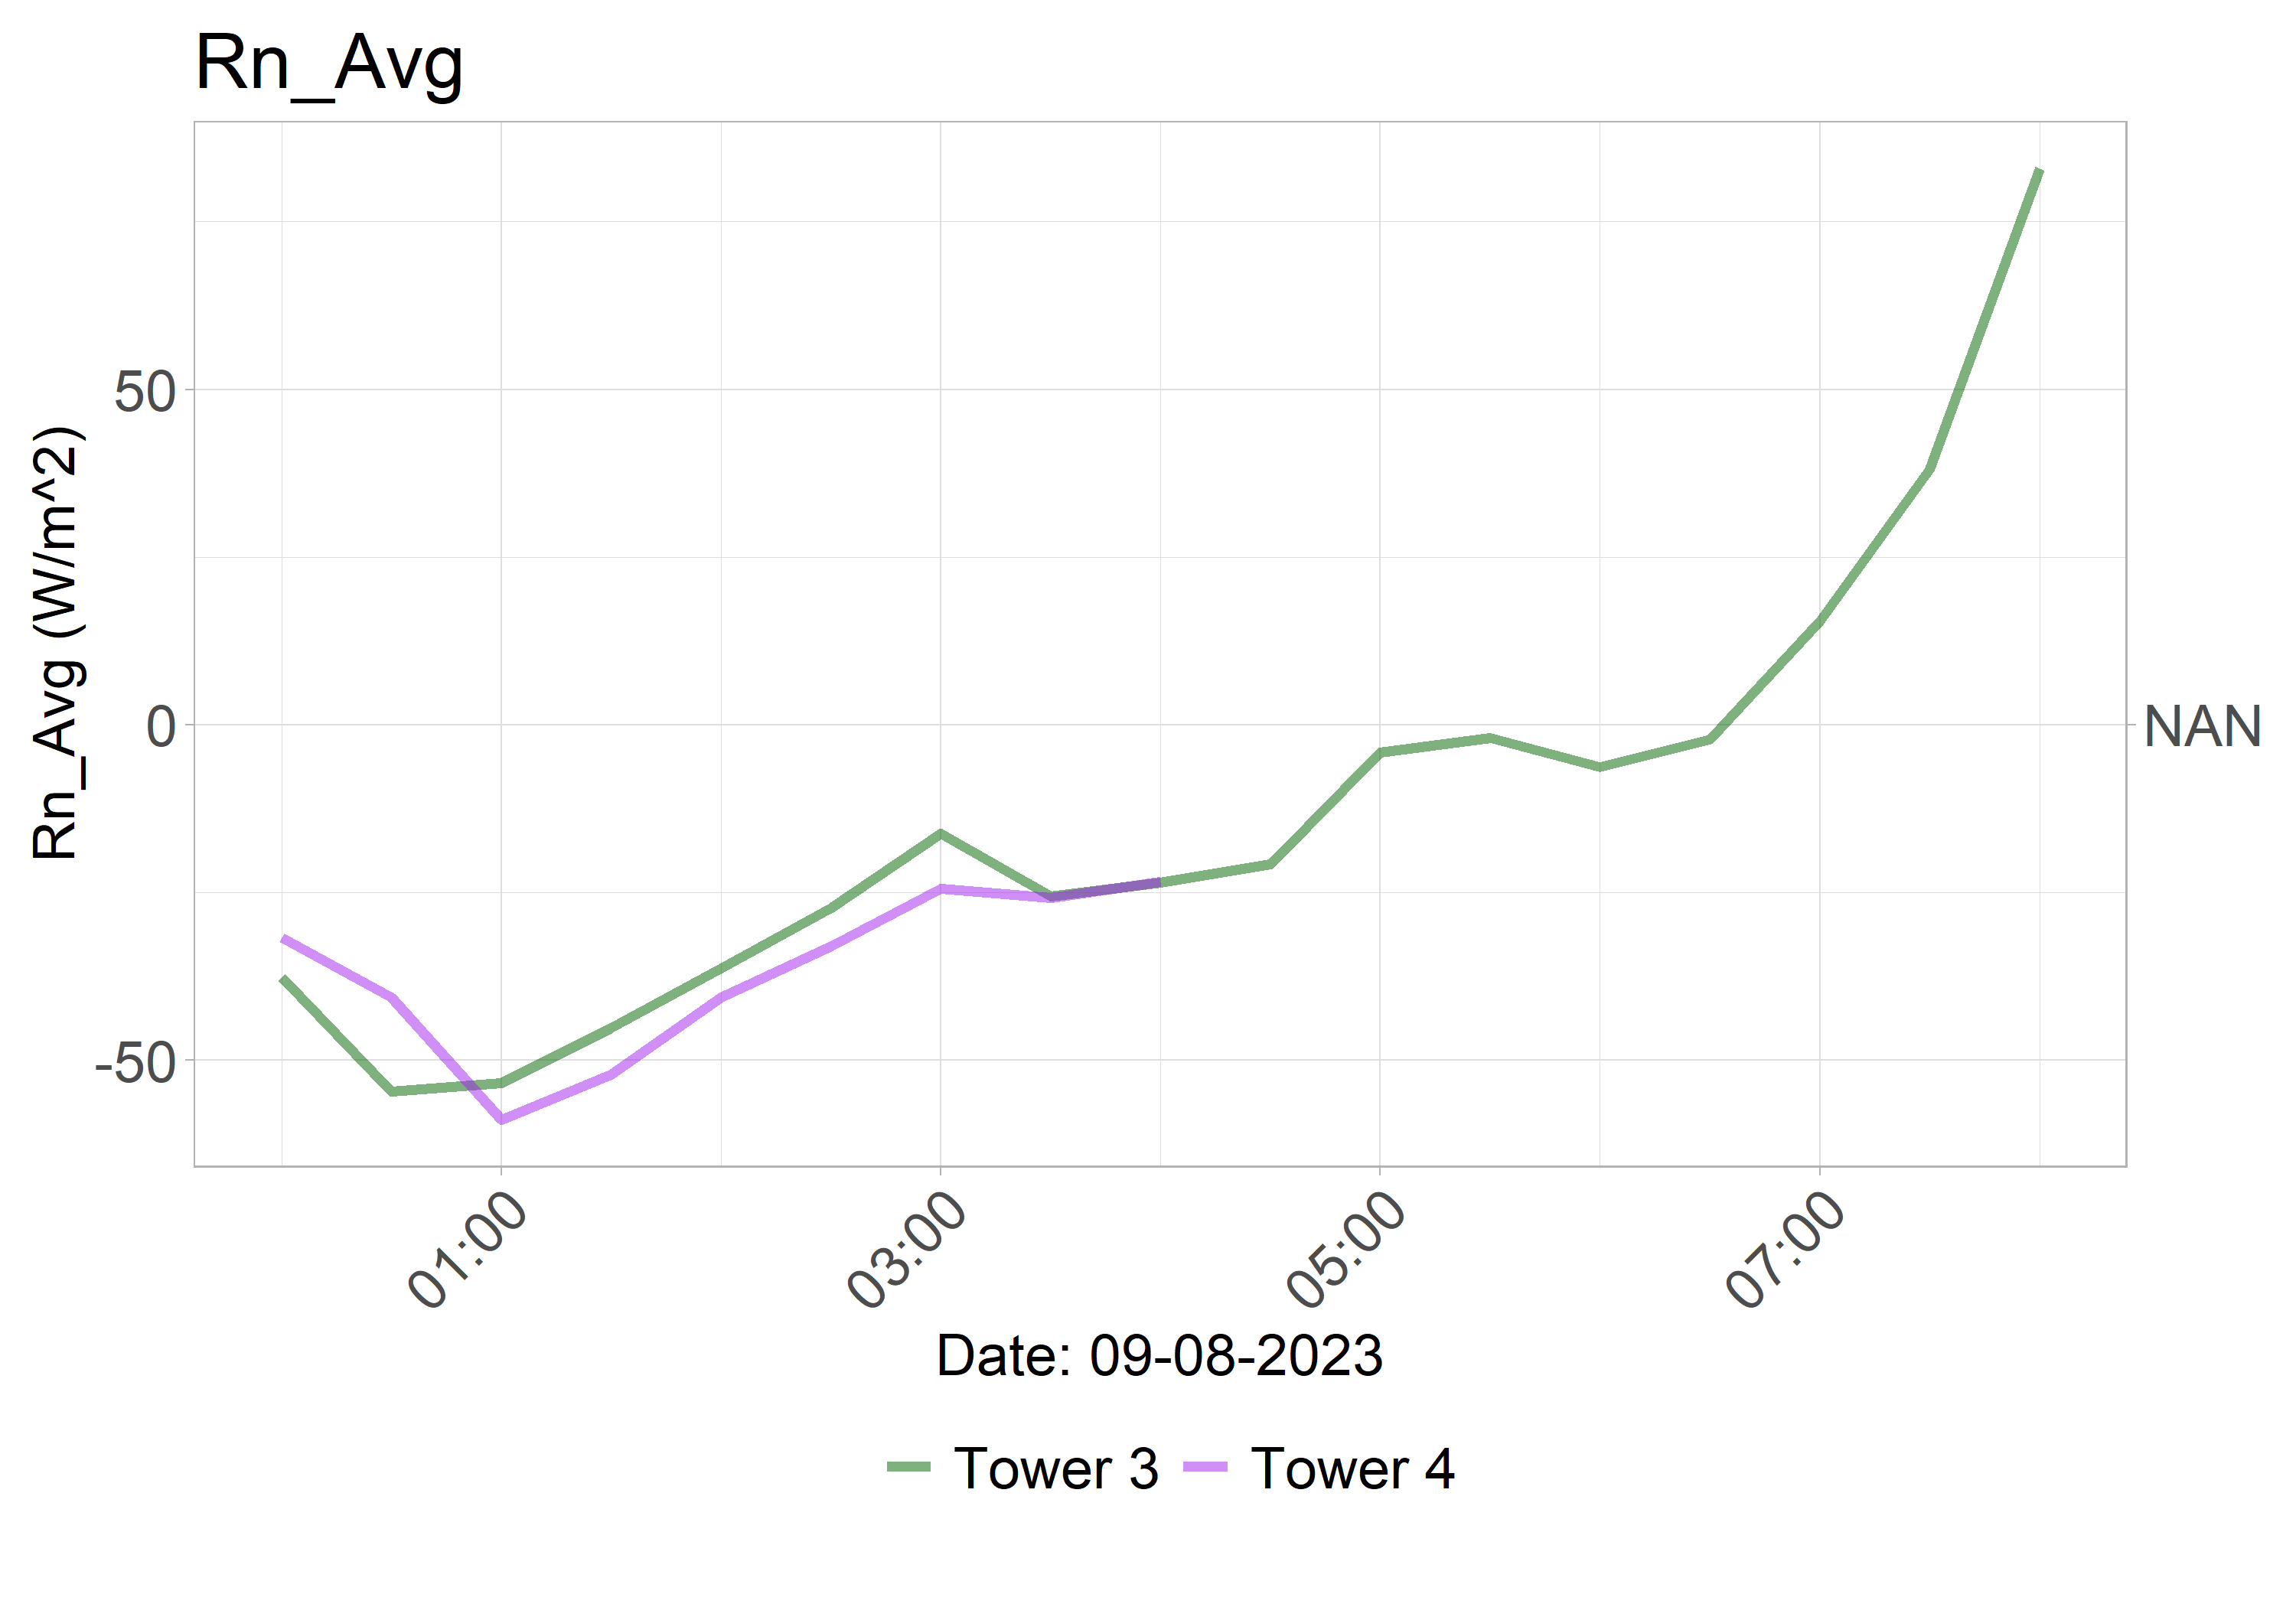 Rn_Avg
Rn_Avg (W/m^2)
50
0
-50
NAN
01:00
03:00
05:00
07:00
Date: 09-08-2023
Tower 3
Tower 4